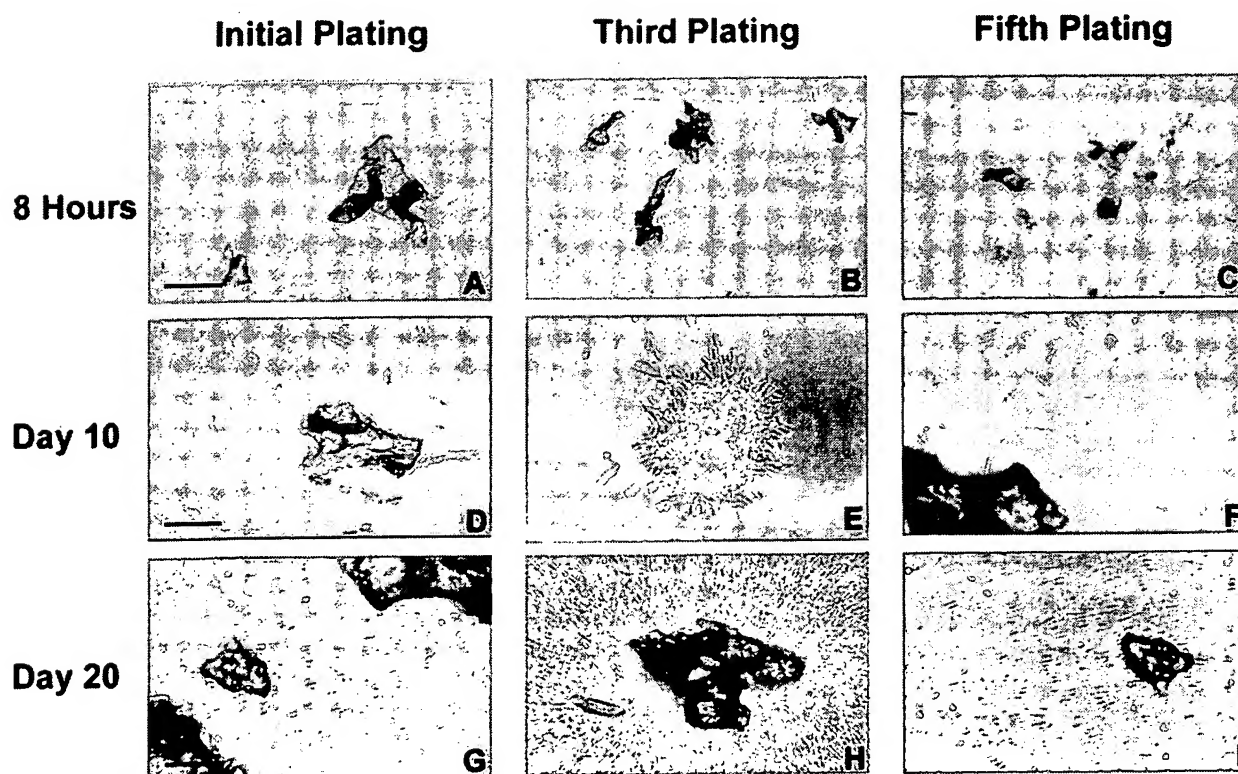 Initial Plating Third Plating Fifth Plating
8 Hours
A B C
Day 10
D E F
Day 20
G H I